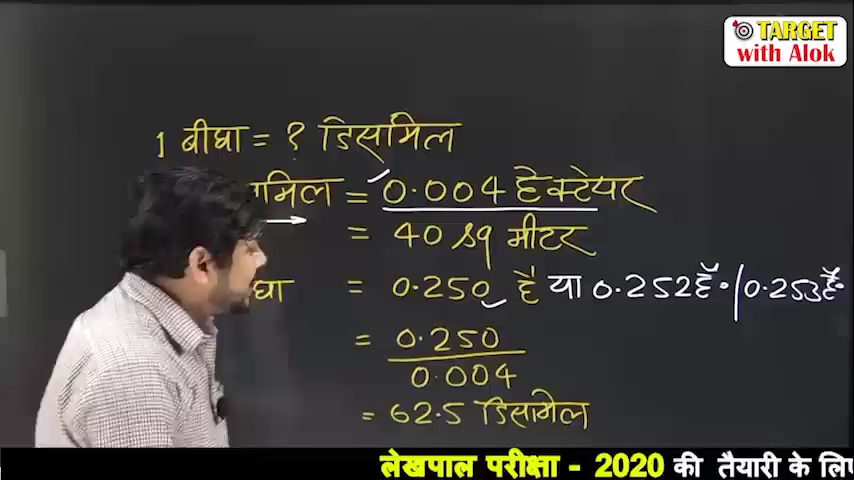 TARGET
with Alok
1 बीघा = ? डिसमिल
मिल = 0.004 हेक्टेयर
= 40 sq मीटर
घा = 0.250 है या 0.252 है. / 0.253 है.
= 0.250
0.004
= 62.5 डिसमिल
लेखपाल परीक्षा - 2020 की तैयारी के लिए